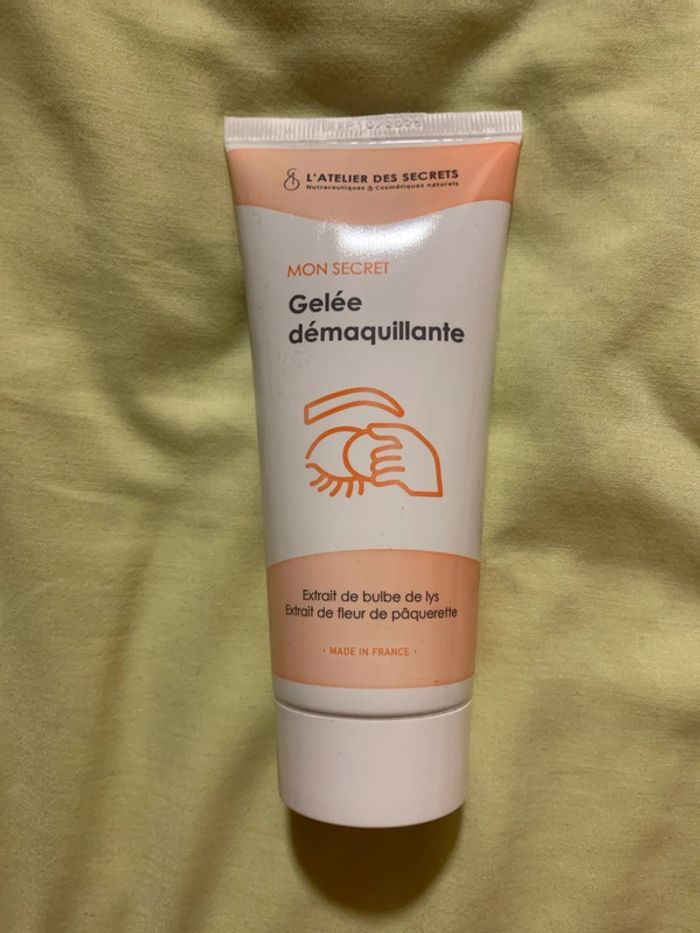 L'ATELIER DES SECRETS
Nutraceutiques & Cosmétiques naturels
MON SECRET
Gelée
démaquillante
Extrait de bulbe de lys
Extrait de fleur de pâquerette
· MADE IN FRANCE ·